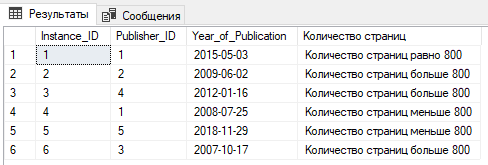 Результаты Сообщения
Instance_ID Publisher_ID Year_of_Publication Количество страниц
1 1 1 2015-05-03 Количество страниц равно 800
2 2 2 2009-06-02 Количество страниц больше 800
3 3 4 2012-01-16 Количество страниц больше 800
4 4 1 2008-07-25 Количество страниц меньше 800
5 5 5 2018-11-29 Количество страниц меньше 800
6 6 3 2007-10-17 Количество страниц больше 800